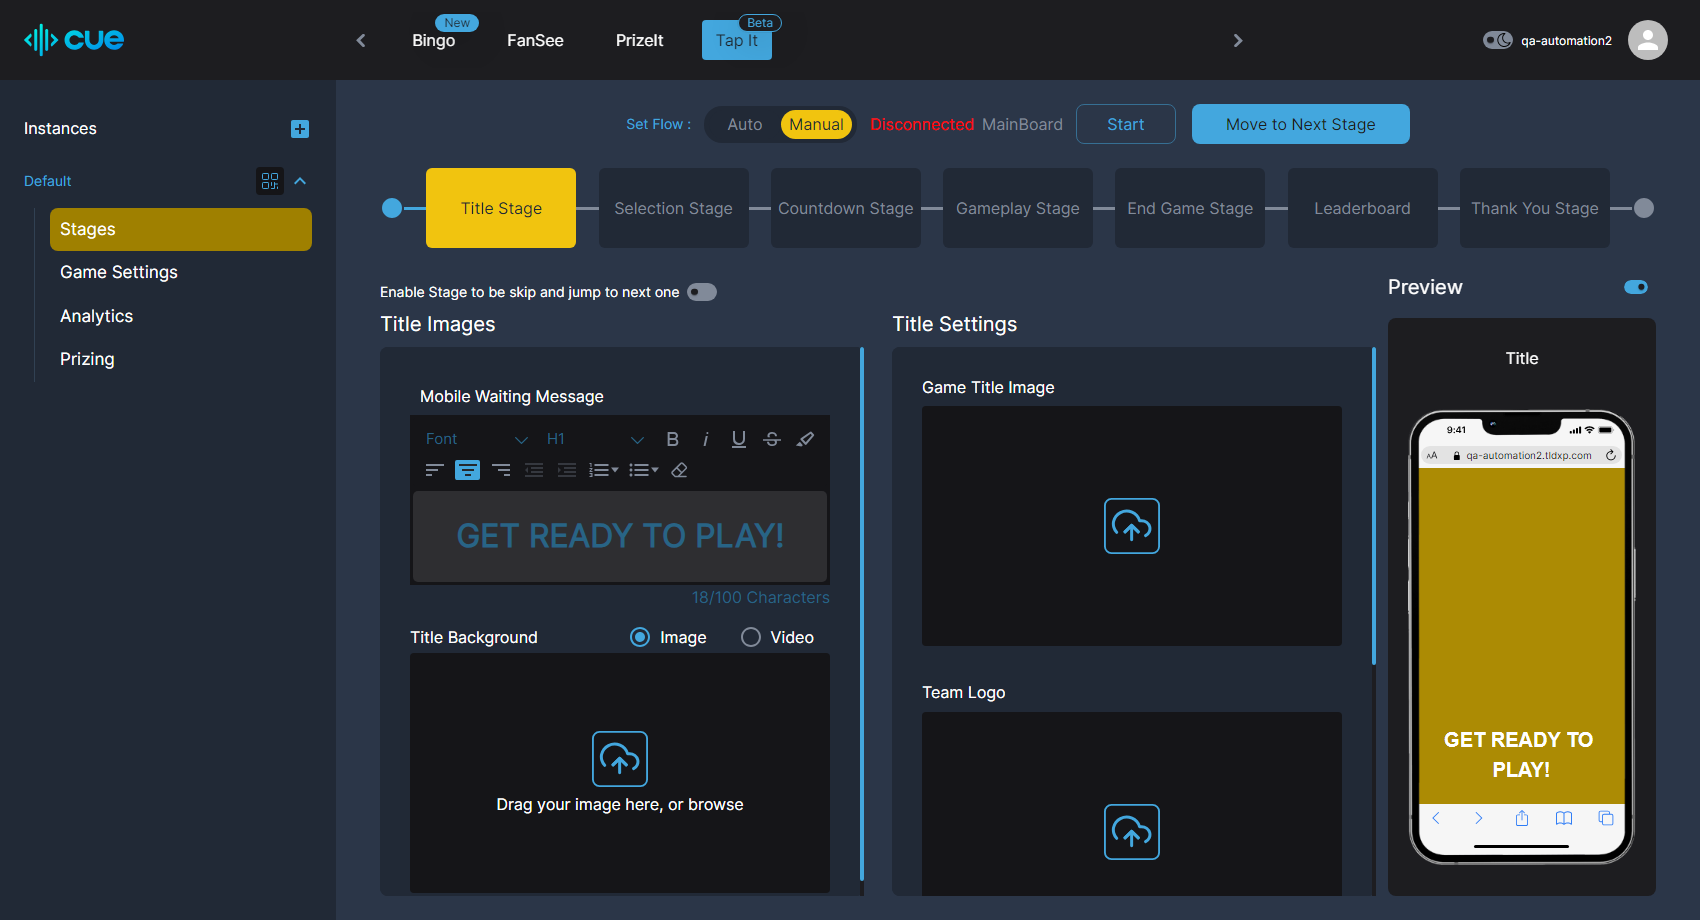 cue
New
Bingo
FanSee
PrizeIt
Beta
Tap It
qa-automation2
Instances
Default
Stages
Game Settings
Analytics
Prizing
Set Flow :
Auto
Manual
Disconnected MainBoard
Start
Move to Next Stage
Title Stage
Selection Stage
Countdown Stage
Gameplay Stage
End Game Stage
Leaderboard
Thank You Stage
Enable Stage to be skip and jump to next one
Title Images
Mobile Waiting Message
Font
H1
B
i
U
S
GET READY TO PLAY!
18/100 Characters
Title Background
Image
Video
Drag your image here, or browse
Title Settings
Game Title Image
Team Logo
Preview
Title
9:41
AA
qa-automation2.tldxp.com
GET READY TO
PLAY!